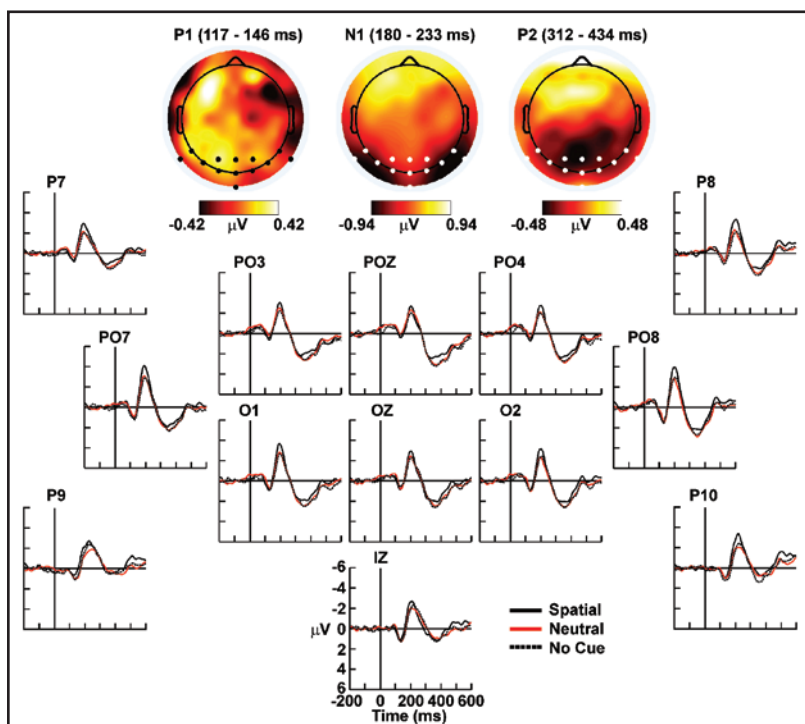 P1 (117 - 146 ms) N1 (180 - 233 ms) P2 (312 - 434 ms)
-0.42 μV 0.42 -0.94 μV 0.94 -0.48 μV 0.48
P7 P8
PO3 POZ PO4
PO7 PO8
O1 OZ O2
P9 P10
IZ
-6
-4
-2
μV 0
2
4
6
-200 0 200 400 600
Time (ms)
Spatial
Neutral
No Cue